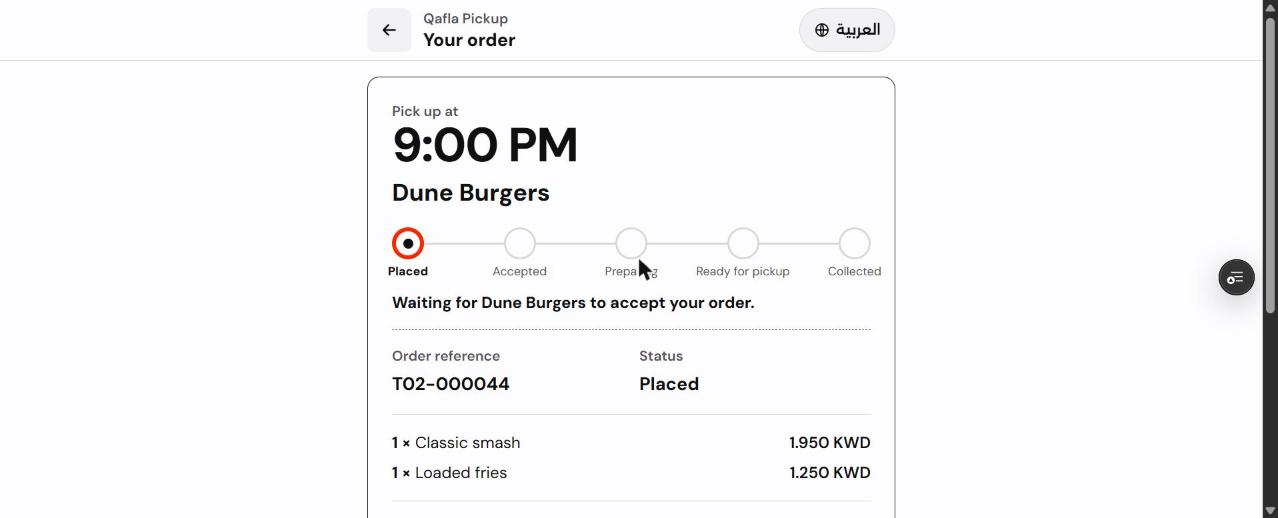 Qafla Pickup
Your order
العربية
Pick up at
9:00 PM
Dune Burgers
Placed
Accepted
Ready for pickup
Collected
Waiting for Dune Burgers to accept your order.
Order reference
Status
T02-000044
Placed
1 × Classic smash
1.950 KWD
1 × Loaded fries
1.250 KWD